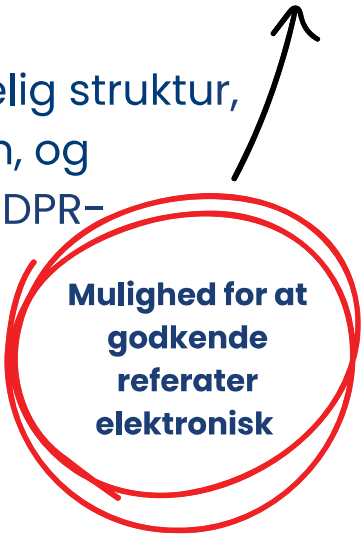 elig struktur,
n, og
DPR-
Mulighed for at
godkende
referater
elektronisk